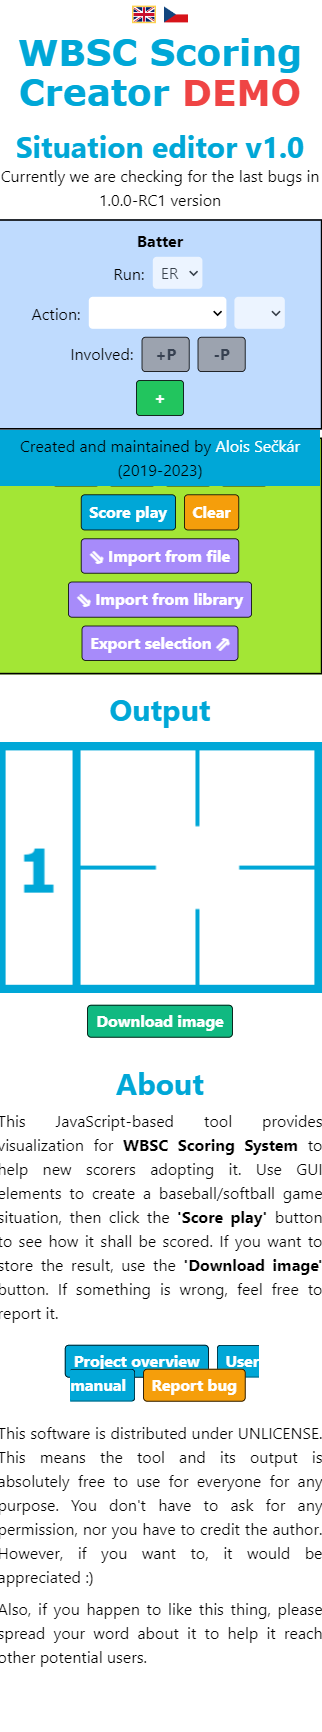 WBSC Scoring
Creator DEMO
Situation editor v1.0
Currently we are checking for the last bugs in
1.0.0-RC1 version
Batter
Run: ER
Action:
Involved: +P -P
+
Created and maintained by Alois Sečkár
(2019-2023)
Score play Clear
Import from file
Import from library
Export selection
Output
1
Download image
About
This JavaScript-based tool provides
visualization for WBSC Scoring System to
help new scorers adopting it. Use GUI
elements to create a baseball/softball game
situation, then click the 'Score play' button
to see how it shall be scored. If you want to
store the result, use the 'Download image'
button. If something is wrong, feel free to
report it.
Project overview User
manual Report bug
This software is distributed under UNLICENSE.
This means the tool and its output is
absolutely free to use for everyone for any
purpose. You don't have to ask for any
permission, nor you have to credit the author.
However, if you want to, it would be
appreciated :)
Also, if you happen to like this thing, please
spread your word about it to help it reach
other potential users.